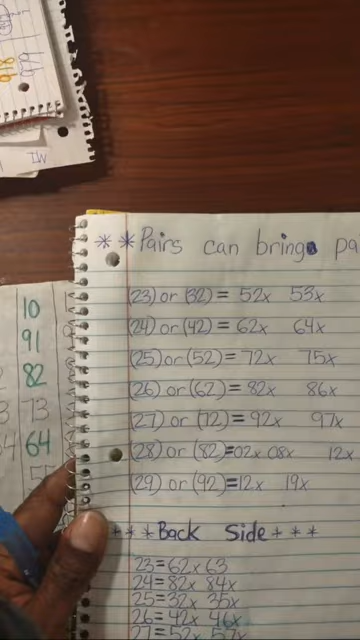 IW
10
91
82
73
64
** Pairs can bring
(23) or (32) = 52x 53x
(24) or (42) = 62x 64x
(25) or (52) = 72x 75x
(26) or (62) = 82x 86x
(27) or (72) = 92x 97x
(28) or (82) = 02x 08x 12x
(29) or (92) = 12x 19x
***Back Side***
23=62x 63
24=82x 84x
25=32x 35x
26=42x 46x
27=52x